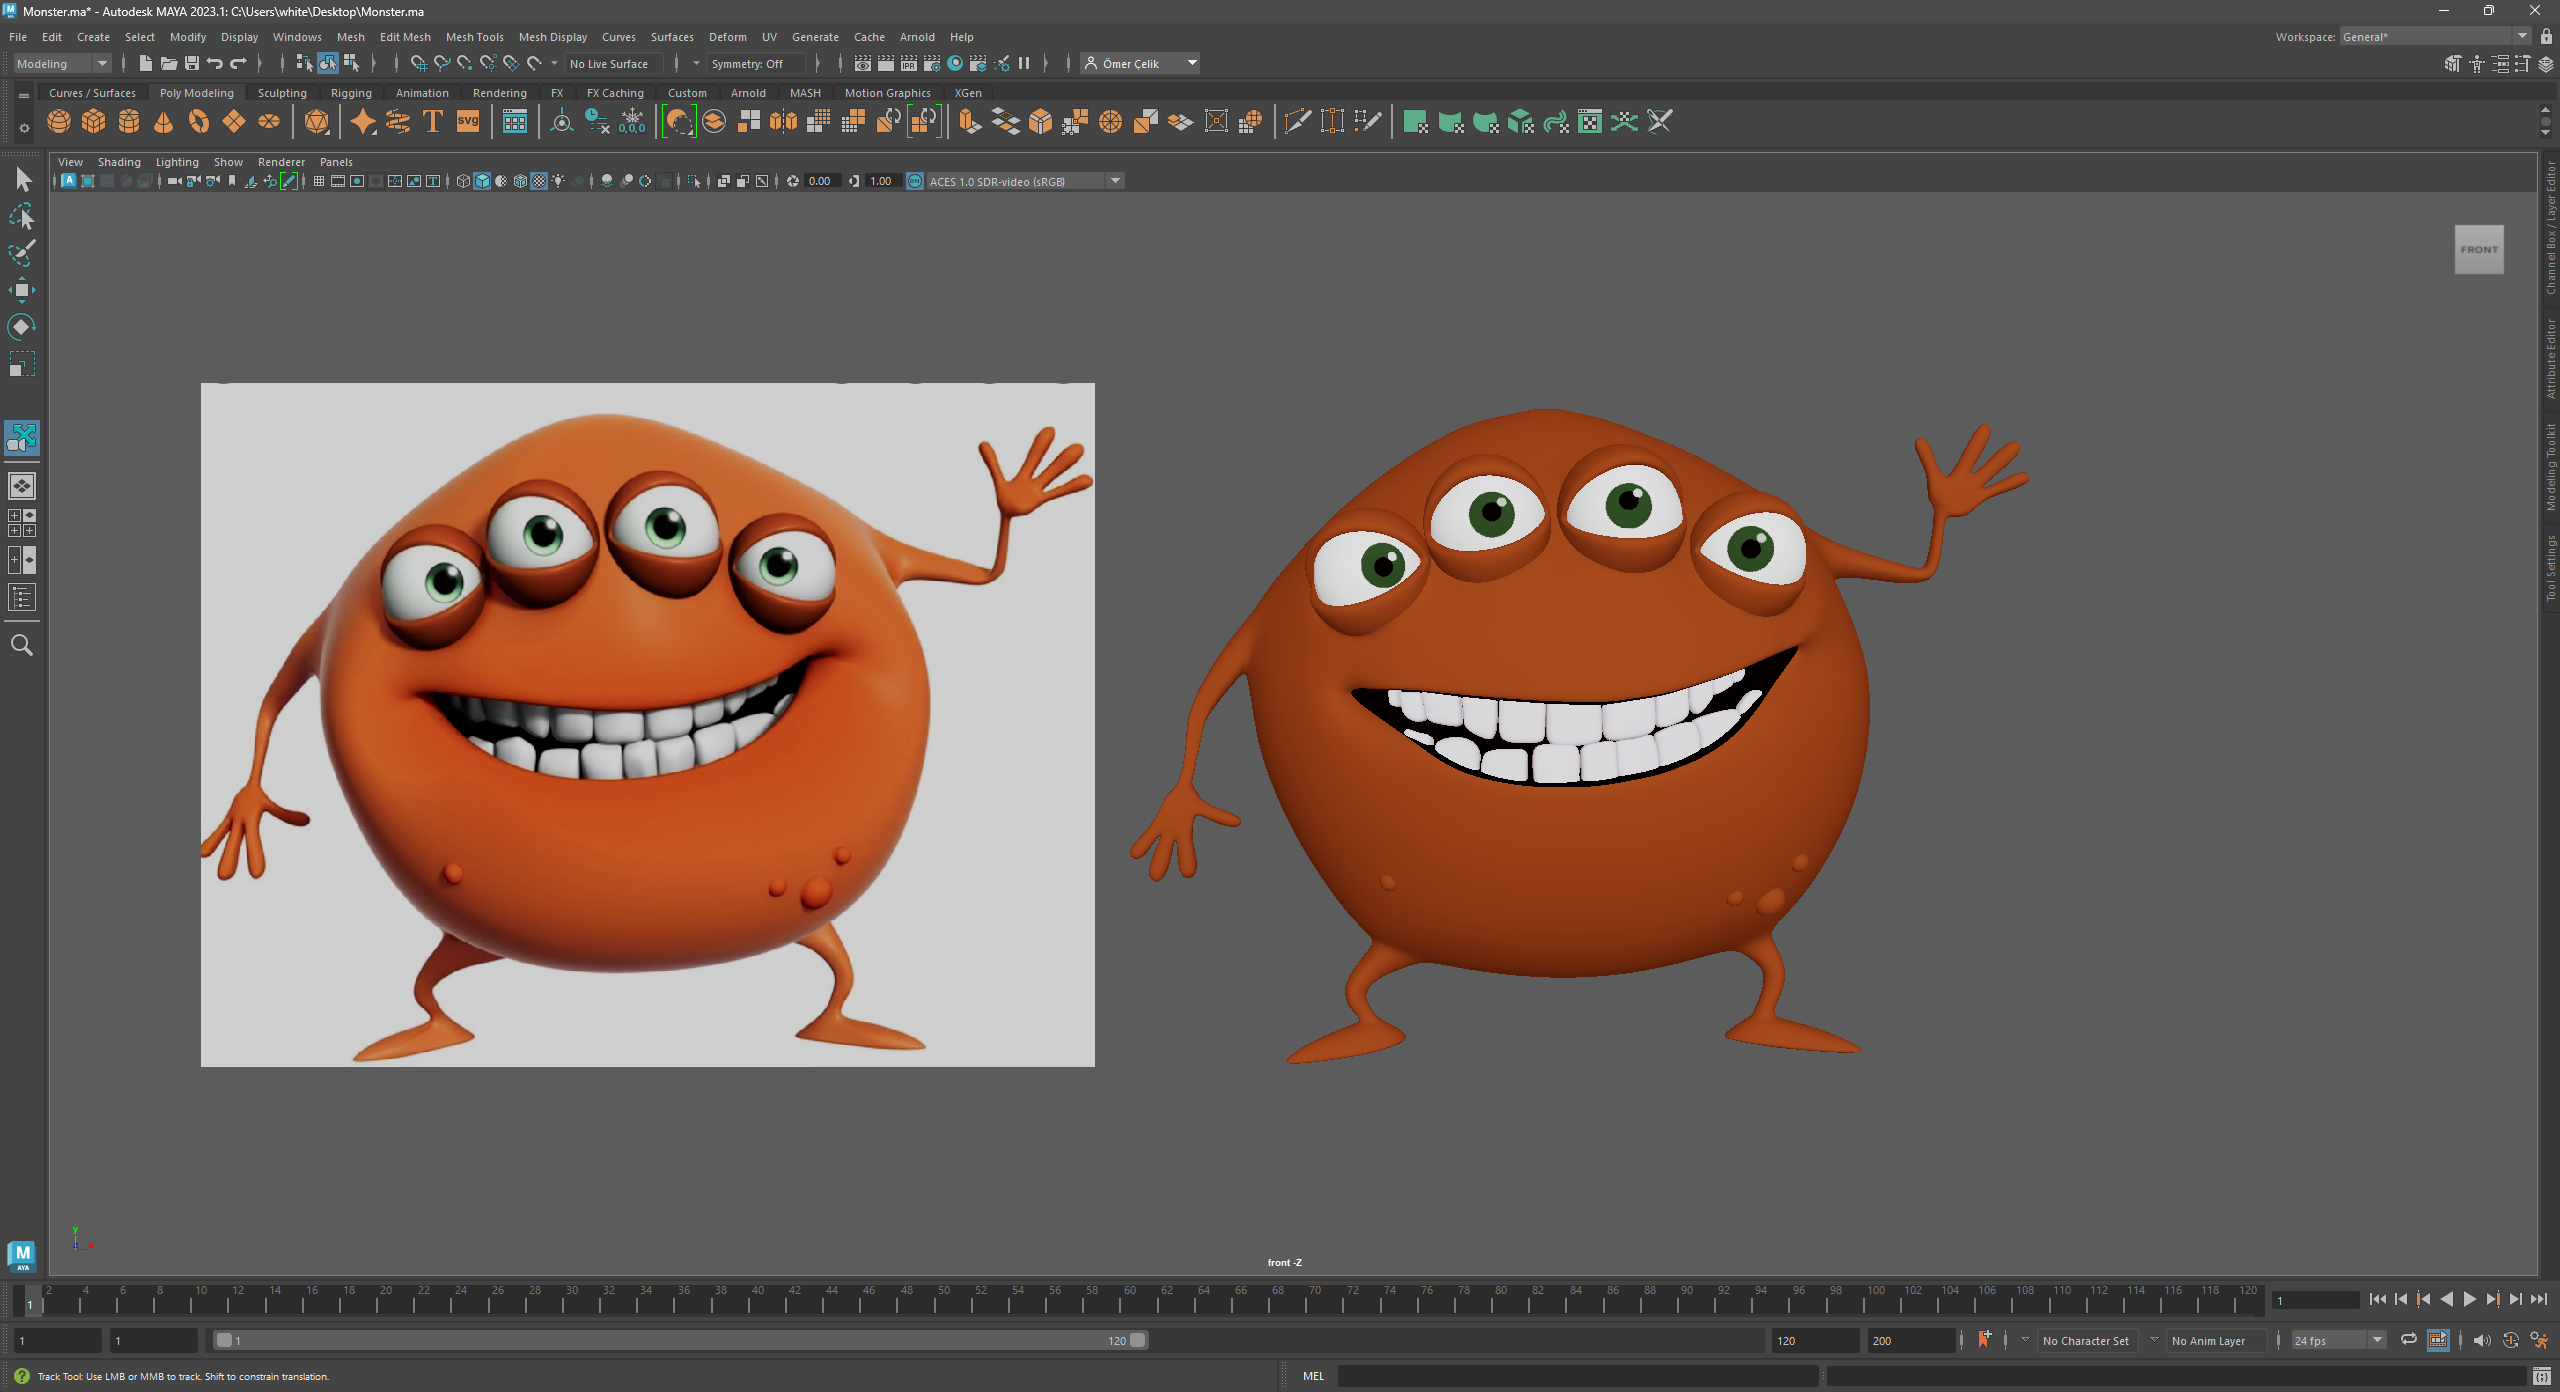 Monster.ma* - Autodesk MAYA 2023.1: C:\Users\white\Desktop\Monster.ma
File Edit Create Select Modify Display Windows Mesh Edit Mesh Mesh Tools Mesh Display Curves Surfaces Deform UV Generate Cache Arnold Help
Workspace: General*
Modeling No Live Surface Symmetry: Off IPR Ömer Çelik
Curves / Surfaces Poly Modeling Sculpting Rigging Animation Rendering FX FX Caching Custom Arnold MASH Motion Graphics XGen
T svg 0,0,0
View Shading Lighting Show Renderer Panels
0.00 1.00 ON ACES 1.0 SDR-video (sRGB)
FRONT
Channel Box / Layer Editor
Attribute Editor
Modeling Toolkit
Tool Settings
y
z x
M
AYA
front -Z
2 4 6 8 10 12 14 16 18 20 22 24 26 28 30 32 34 36 38 40 42 44 46 48 50 52 54 56 58 60 62 64 66 68 70 72 74 76 78 80 82 84 86 88 90 92 94 96 98 100 102 104 106 108 110 112 114 116 118 120
1 1
1 1 1 120 120 200 No Character Set No Anim Layer 24 fps
Track Tool: Use LMB or MMB to track. Shift to constrain translation. MEL